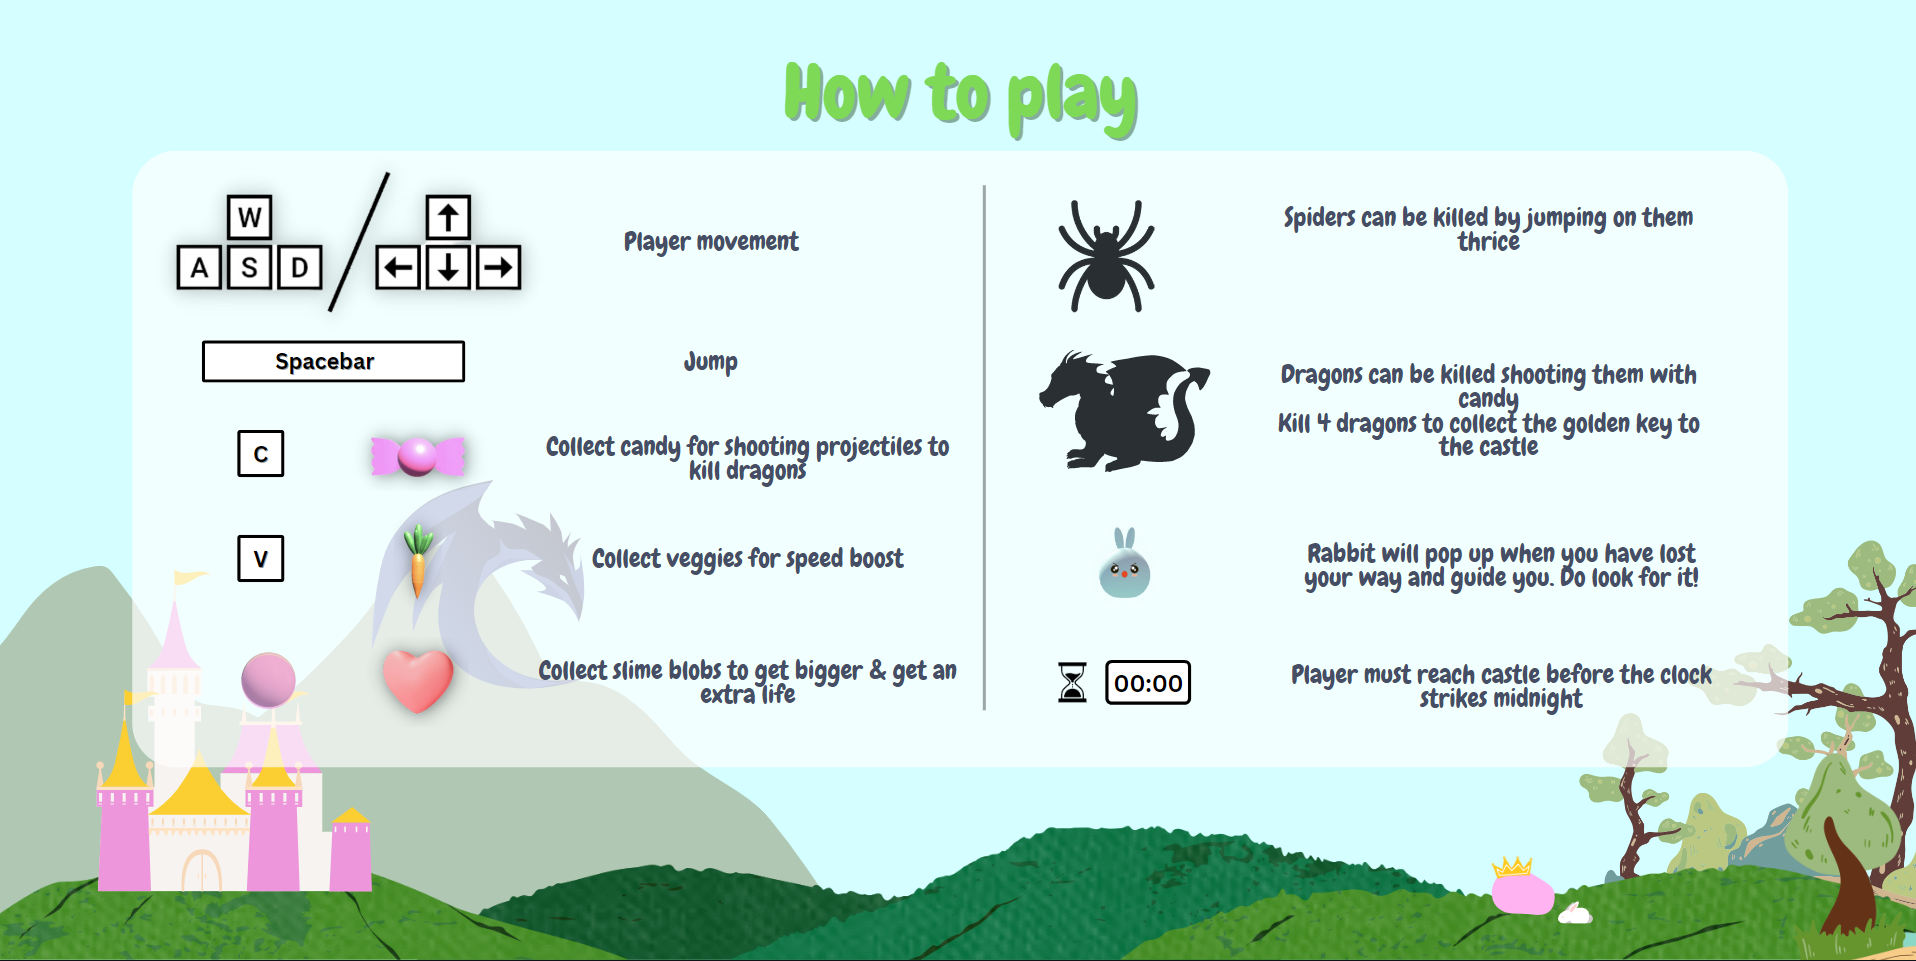 How to play
W
A S D
Player movement
Spacebar
Jump
C
Collect candy for shooting projectiles to
kill dragons
V
Collect veggies for speed boost
Collect slime blobs to get bigger & get an
extra life
Spiders can be killed by jumping on them
thrice
Dragons can be killed shooting them with
candy
Kill 4 dragons to collect the golden key to
the castle
Rabbit will pop up when you have lost
your way and guide you. Do look for it!
00:00
Player must reach castle before the clock
strikes midnight